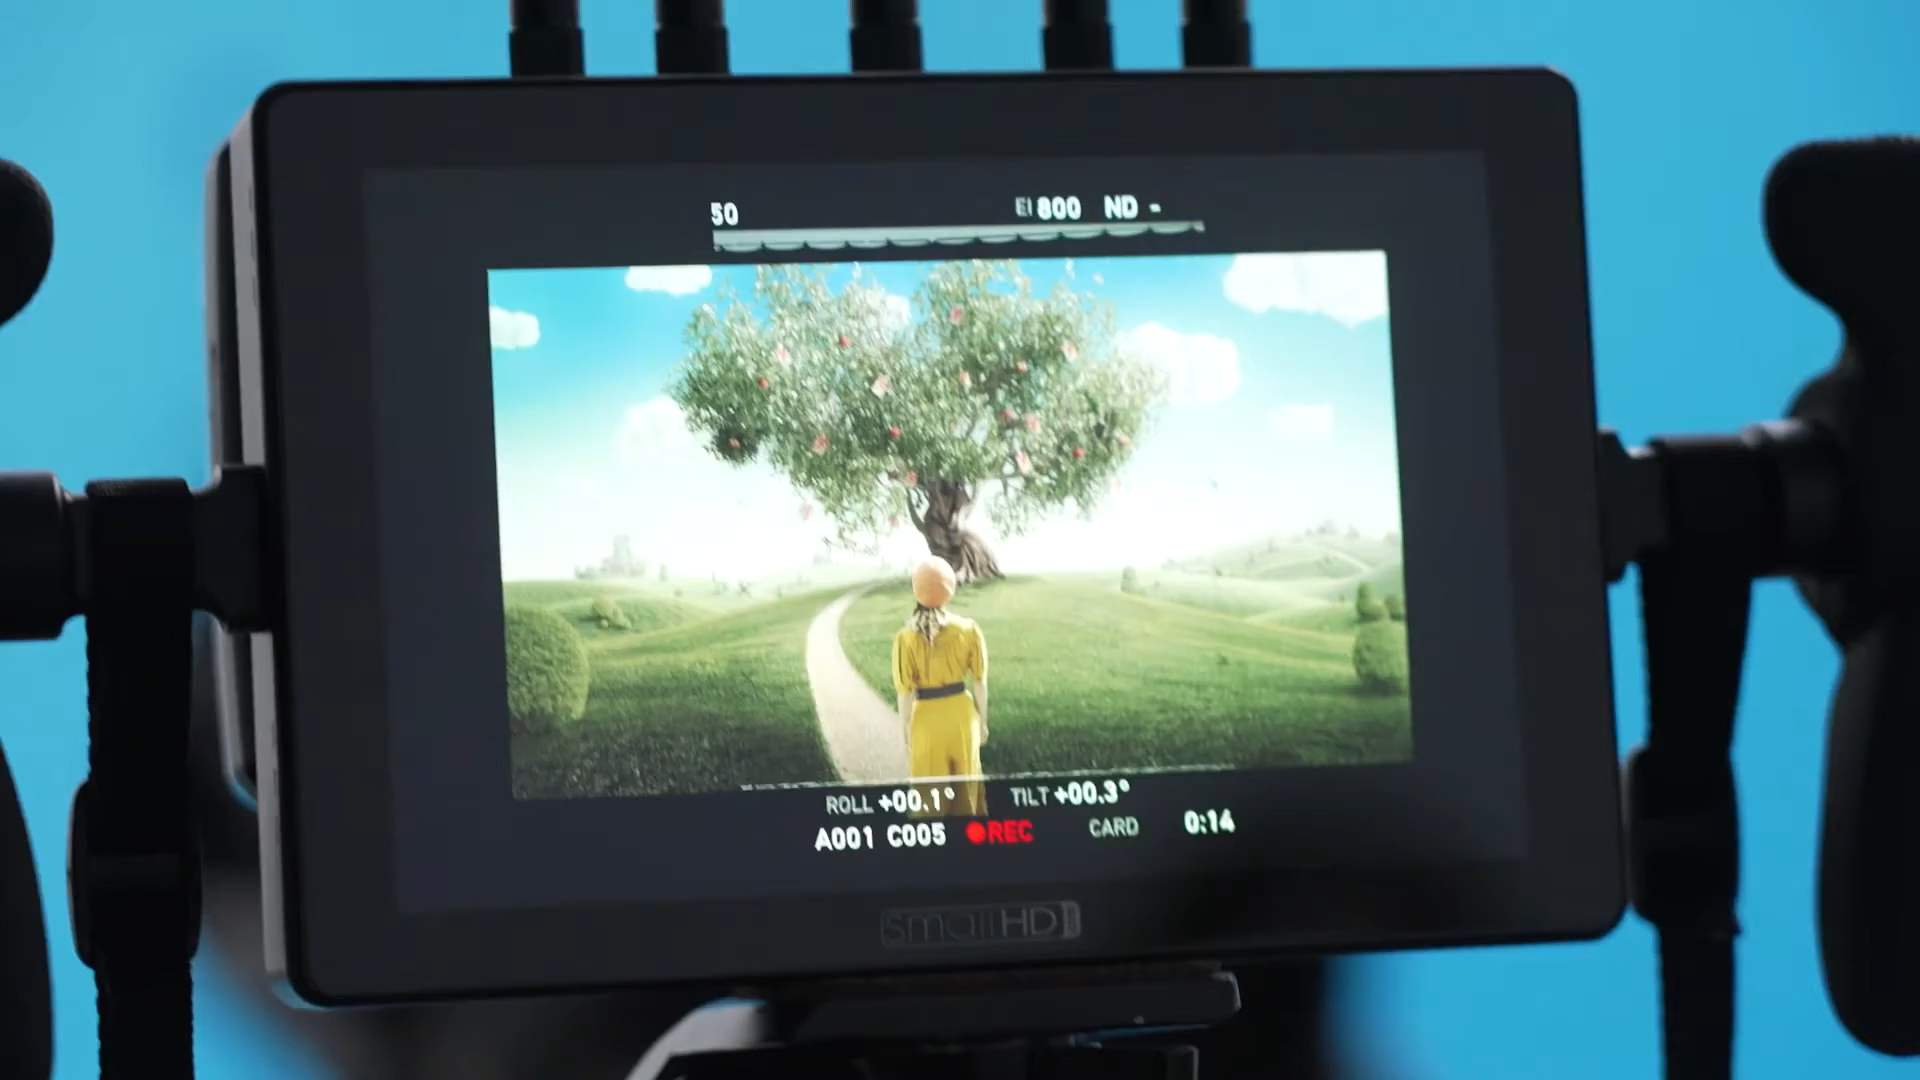 50 EI 800 ND -
ROLL +00.1° TILT +00.3°
A001 C005 REC CARD 0:14
smallHD